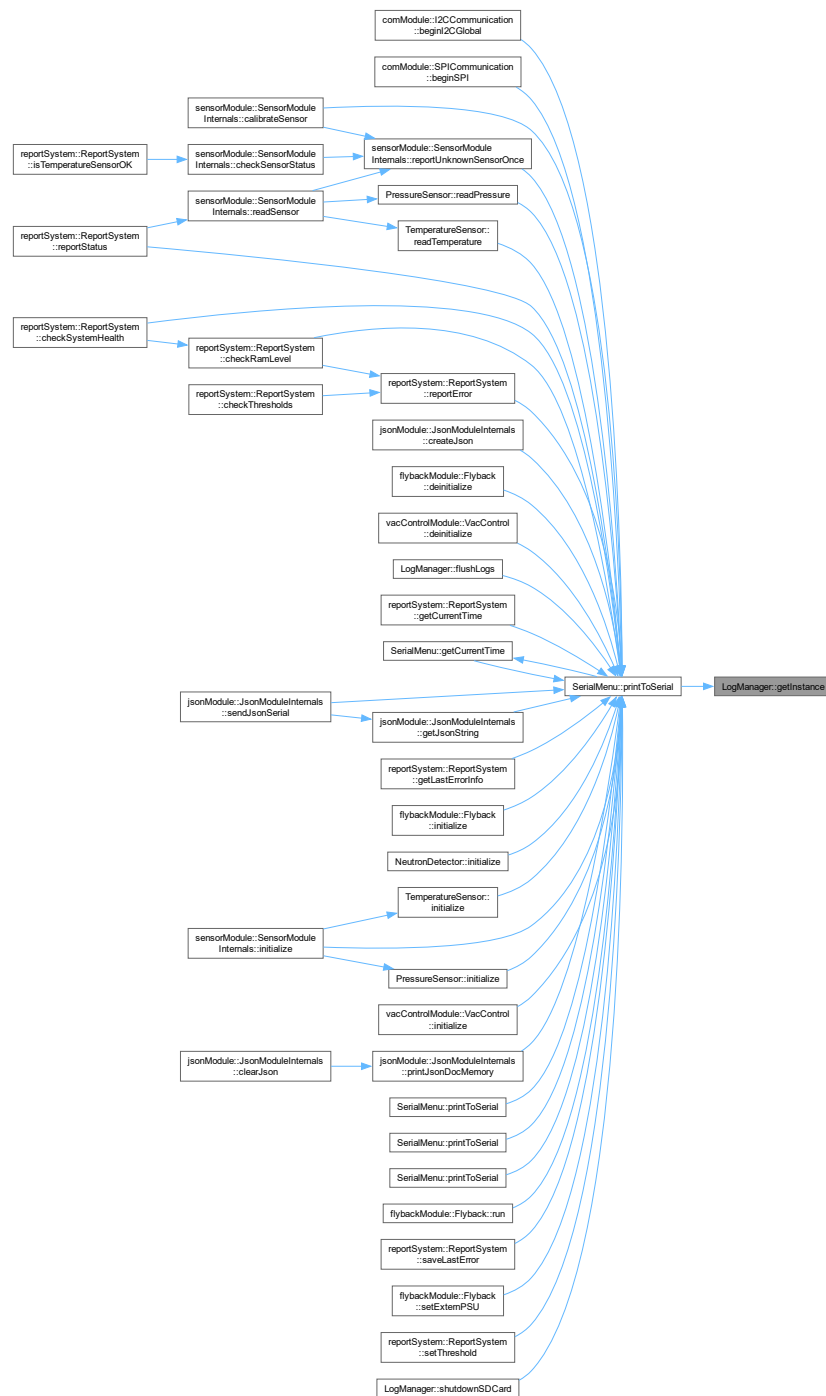 comModule::I2CCommunication
::beginI2CGlobal
comModule::SPICommunication
::beginSPI
sensorModule::SensorModule
Internals::calibrateSensor
sensorModule::SensorModule
Internals::reportUnknownSensorOnce
reportSystem::ReportSystem
::isTemperatureSensorOK
sensorModule::SensorModule
Internals::checkSensorStatus
sensorModule::SensorModule
Internals::readSensor
PressureSensor::readPressure
TemperatureSensor::
readTemperature
reportSystem::ReportSystem
::reportStatus
reportSystem::ReportSystem
::checkSystemHealth
reportSystem::ReportSystem
::checkRamLevel
reportSystem::ReportSystem
::reportError
reportSystem::ReportSystem
::checkThresholds
jsonModule::JsonModuleInternals
::createJson
flybackModule::Flyback
::deinitialize
vacControlModule::VacControl
::deinitialize
LogManager::flushLogs
reportSystem::ReportSystem
::getCurrentTime
SerialMenu::getCurrentTime
SerialMenu::printToSerial
LogManager::getInstance
jsonModule::JsonModuleInternals
::sendJsonSerial
jsonModule::JsonModuleInternals
::getJsonString
reportSystem::ReportSystem
::getLastErrorInfo
flybackModule::Flyback
::initialize
NeutronDetector::initialize
TemperatureSensor::
initialize
sensorModule::SensorModule
Internals::initialize
PressureSensor::initialize
vacControlModule::VacControl
::initialize
jsonModule::JsonModuleInternals
::clearJson
jsonModule::JsonModuleInternals
::printJsonDocMemory
SerialMenu::printToSerial
SerialMenu::printToSerial
SerialMenu::printToSerial
flybackModule::Flyback::run
reportSystem::ReportSystem
::saveLastError
flybackModule::Flyback
::setExternPSU
reportSystem::ReportSystem
::setThreshold
LogManager::shutdownSDCard